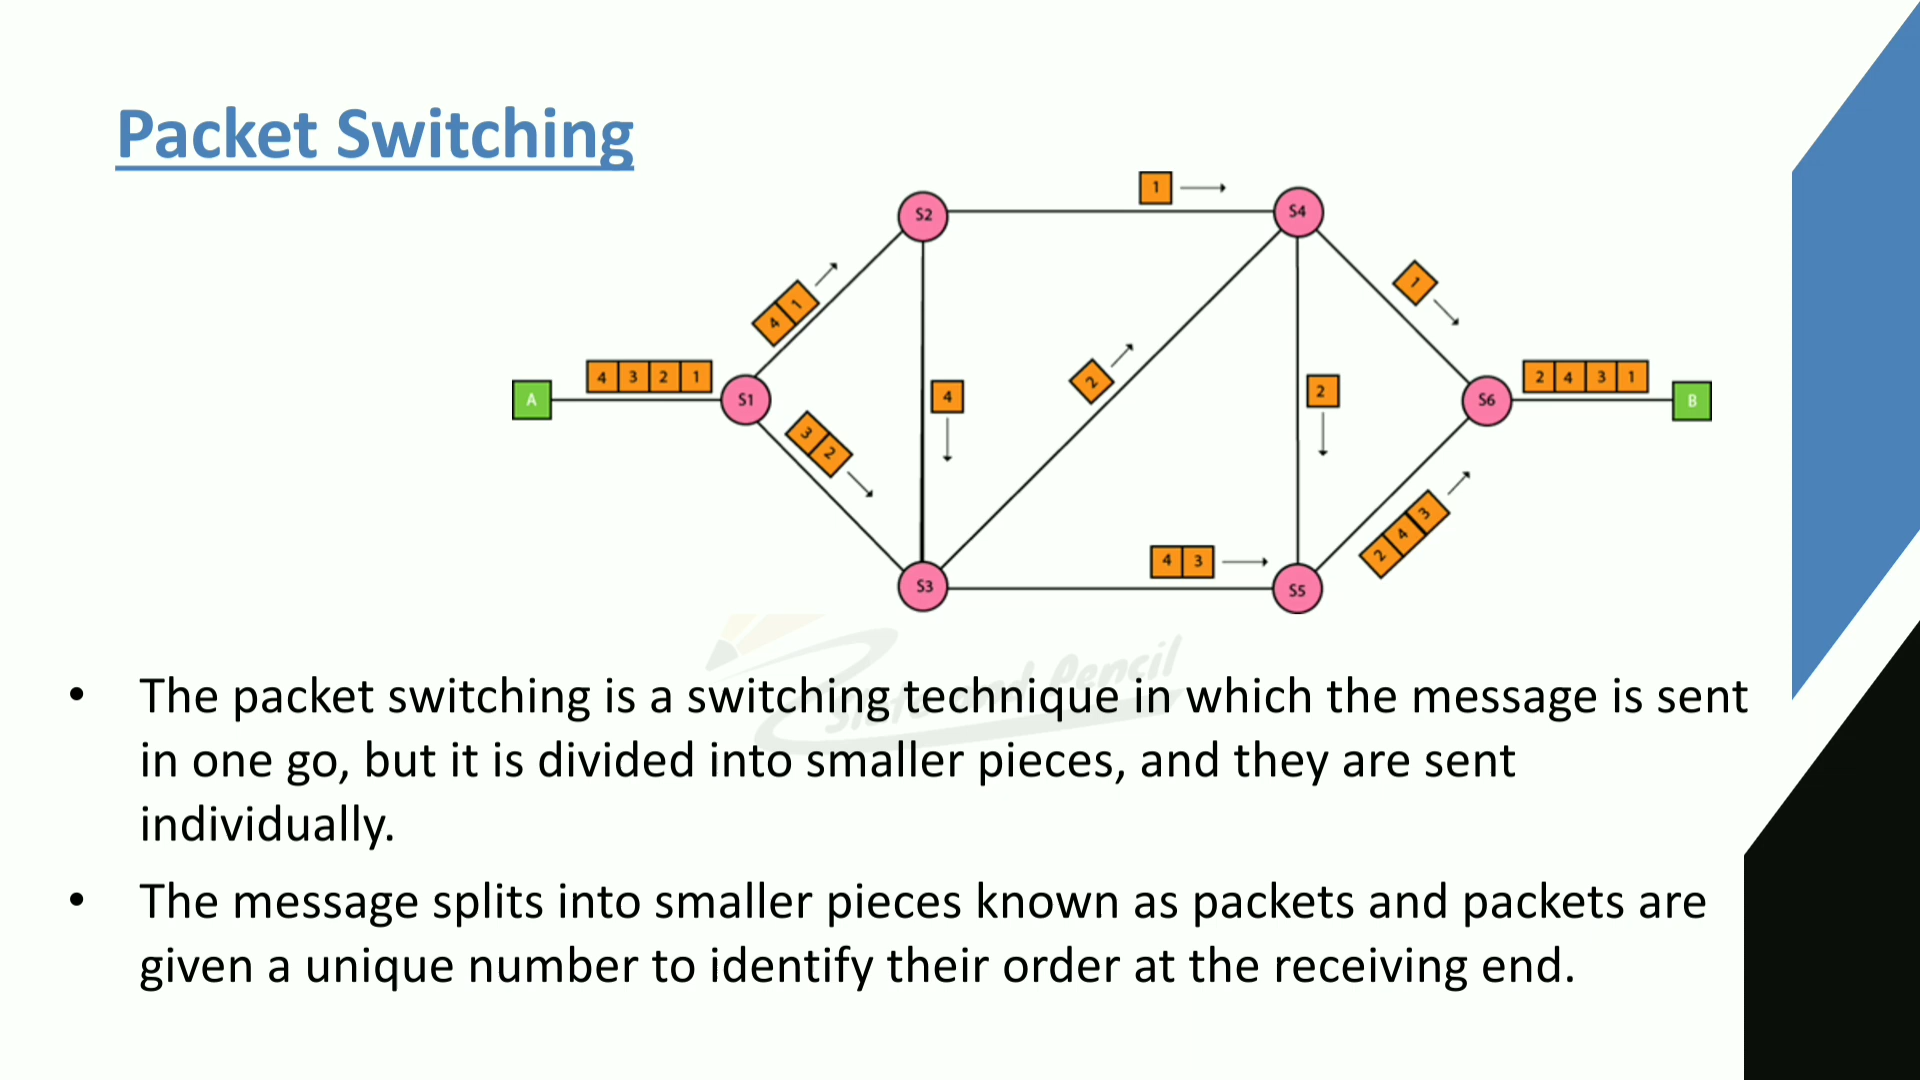 Packet Switching
1
S2
S4
4 1
1
4 3 2 1
2 4 3 1
A
S1
4
2
2
S6
B
3 2
2 4 3
4 3
S3
S5
Slate and Pencil
• The packet switching is a switching technique in which the message is sent
in one go, but it is divided into smaller pieces, and they are sent
individually.
• The message splits into smaller pieces known as packets and packets are
given a unique number to identify their order at the receiving end.